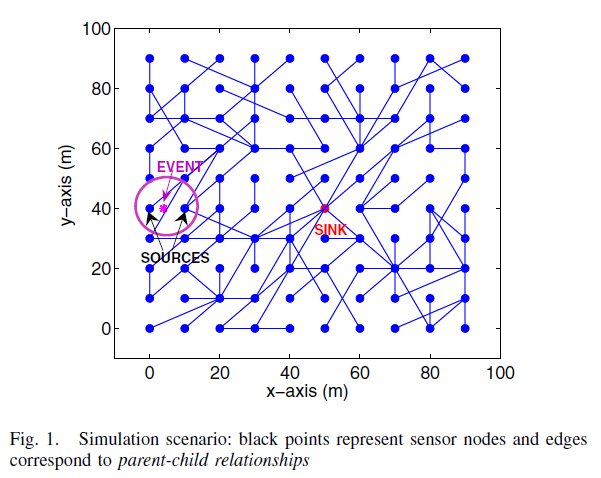 100
80
60
40
20
0
y−axis (m)
EVENT
SOURCES
SINK
0 20 40 60 80 100
x−axis (m)
Fig. 1. Simulation scenario: black points represent sensor nodes and edges
correspond to parent-child relationships